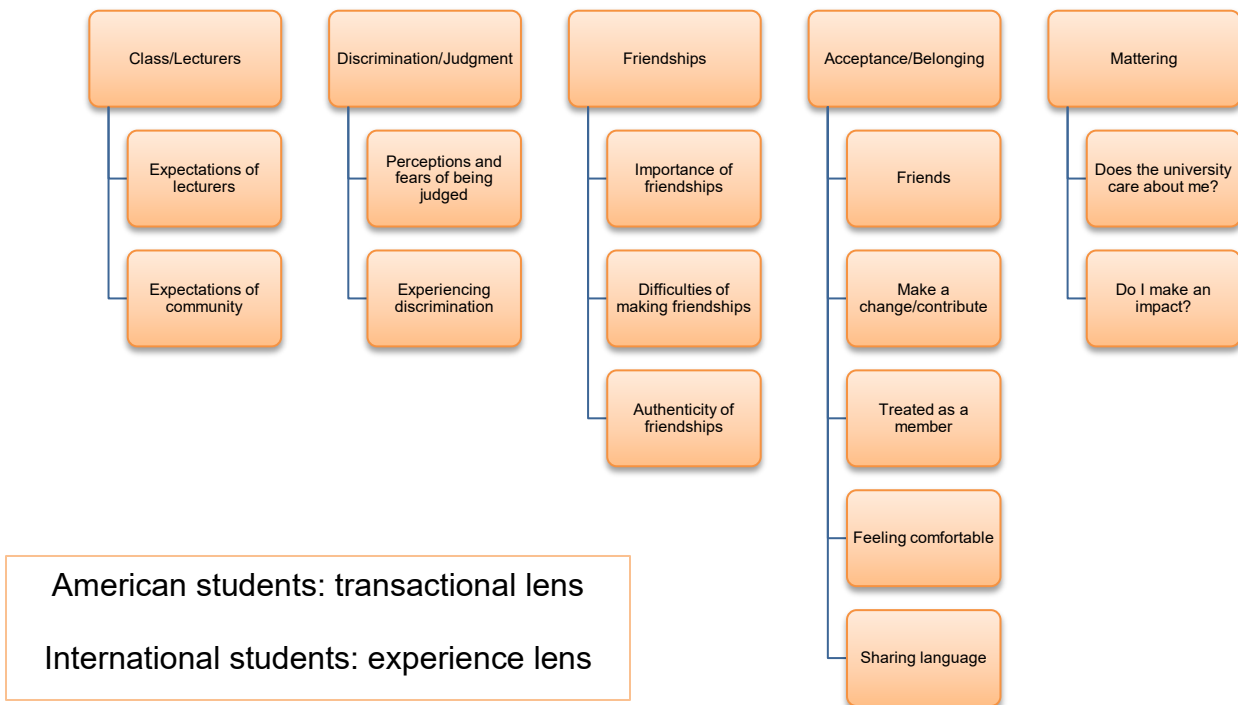 Class/Lecturers
Expectations of
lecturers
Expectations of
community
Discrimination/Judgment
Perceptions and
fears of being
judged
Experiencing
discrimination
Friendships
Importance of
friendships
Difficulties of
making friendships
Authenticity of
friendships
Acceptance/Belonging
Friends
Make a
change/contribute
Treated as a
member
Feeling comfortable
Sharing language
Mattering
Does the university
care about me?
Do I make an
impact?
American students: transactional lens
International students: experience lens